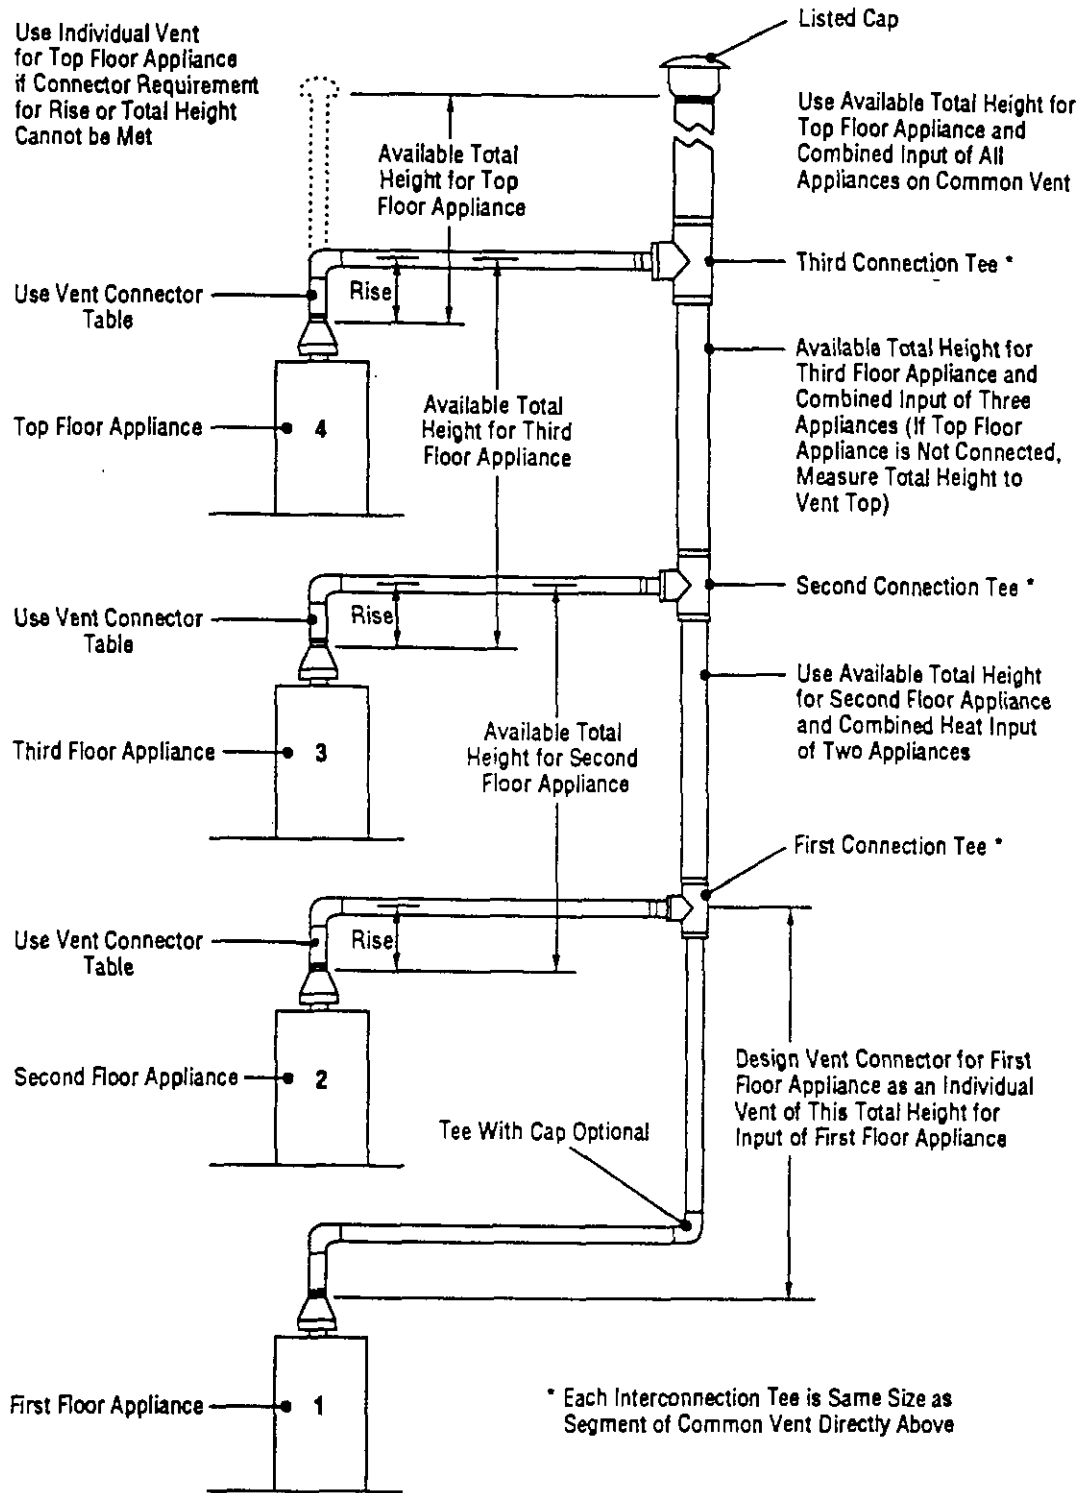 Use Individual Vent
for Top Floor Appliance
if Connector Requirement
for Rise or Total Height
Cannot be Met
Listed Cap
Use Available Total Height for
Top Floor Appliance and
Combined Input of All
Appliances on Common Vent
Available Total
Height for Top
Floor Appliance
Third Connection Tee *
Use Vent Connector
Table
Rise
Available Total Height for
Third Floor Appliance and
Combined Input of Three
Appliances (If Top Floor
Appliance is Not Connected,
Measure Total Height to
Vent Top)
Top Floor Appliance
4
Available Total
Height for Third
Floor Appliance
Second Connection Tee *
Use Vent Connector
Table
Rise
Use Available Total Height
for Second Floor Appliance
and Combined Heat Input
of Two Appliances
Third Floor Appliance
3
Available Total
Height for Second
Floor Appliance
First Connection Tee *
Use Vent Connector
Table
Rise
Second Floor Appliance
2
Design Vent Connector for First
Floor Appliance as an Individual
Vent of This Total Height for
Input of First Floor Appliance
Tee With Cap Optional
First Floor Appliance
1
* Each Interconnection Tee is Same Size as
Segment of Common Vent Directly Above